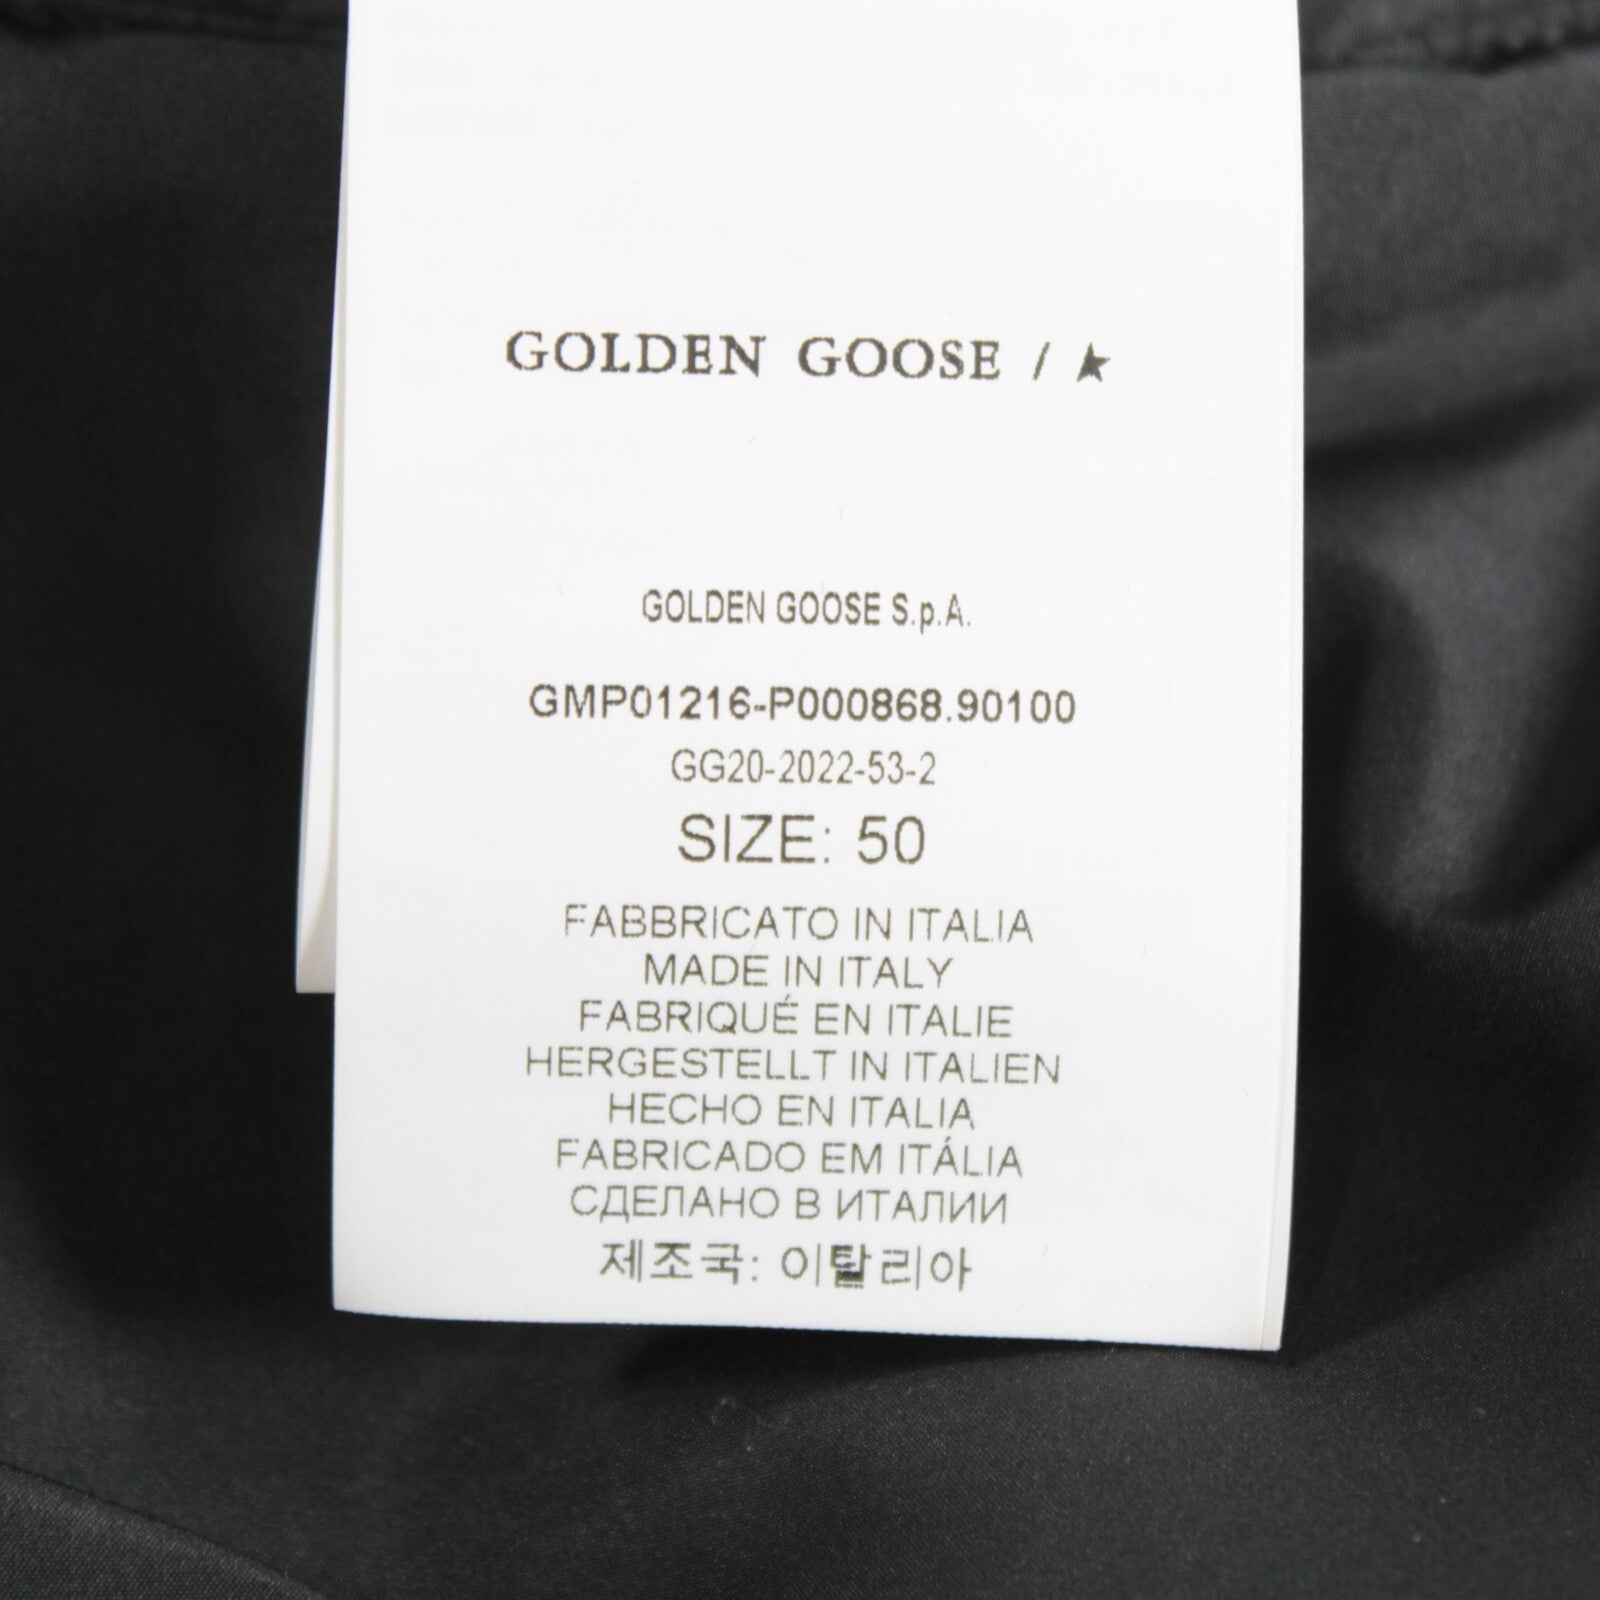 GOLDEN GOOSE / ★
GOLDEN GOOSE S.p.A.
GMP01216-P000868.90100
GG20-2022-53-2
SIZE: 50
FABBRICATO IN ITALIA
MADE IN ITALY
FABRIQUÉ EN ITALIE
HERGESTELLT IN ITALIEN
HECHO EN ITALIA
FABRICADO EM ITÁLIA
СДЕЛАНО В ИТАЛИИ
제조국: 이탈리아